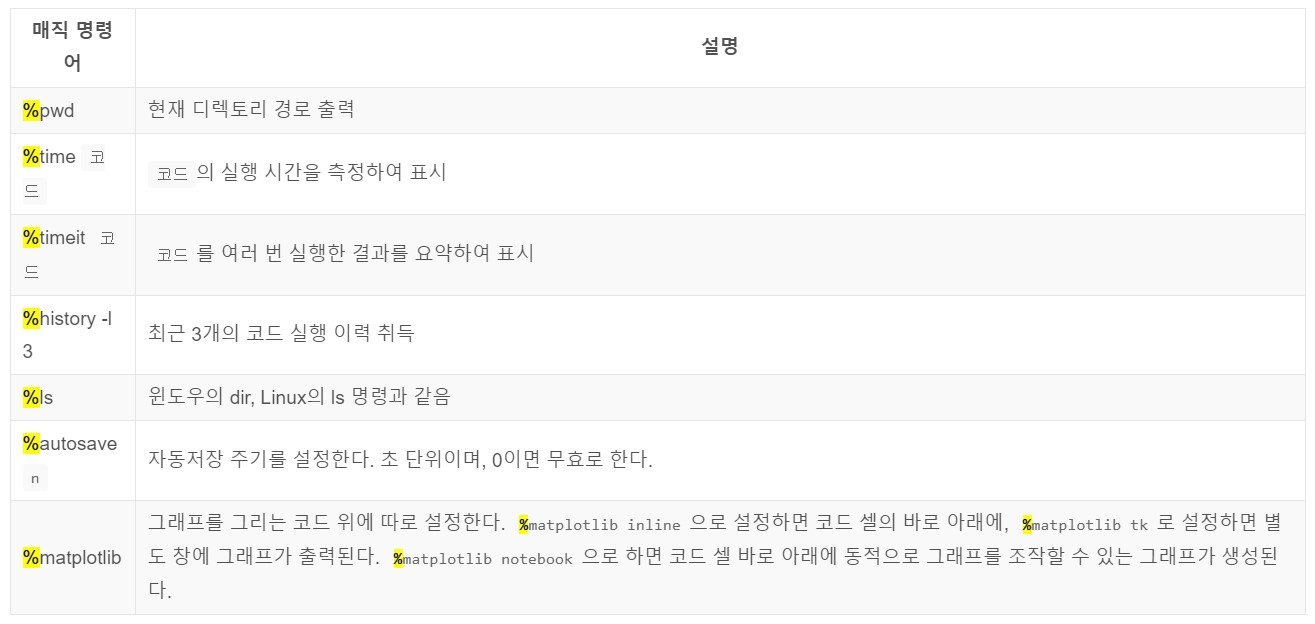 매직 명령
어
설명
%pwd
현재 디렉토리 경로 출력
%time 코
드
코드 의 실행 시간을 측정하여 표시
%timeit 코
드
코드 를 여러 번 실행한 결과를 요약하여 표시
%history -l
3
최근 3개의 코드 실행 이력 취득
%ls
윈도우의 dir, Linux의 ls 명령과 같음
%autosave
n
자동저장 주기를 설정한다. 초 단위이며, 0이면 무효로 한다.
%matplotlib
그래프를 그리는 코드 위에 따로 설정한다. %matplotlib inline 으로 설정하면 코드 셀의 바로 아래에, %matplotlib tk 로 설정하면 별
도 창에 그래프가 출력된다. %matplotlib notebook 으로 하면 코드 셀 바로 아래에 동적으로 그래프를 조작할 수 있는 그래프가 생성된
다.